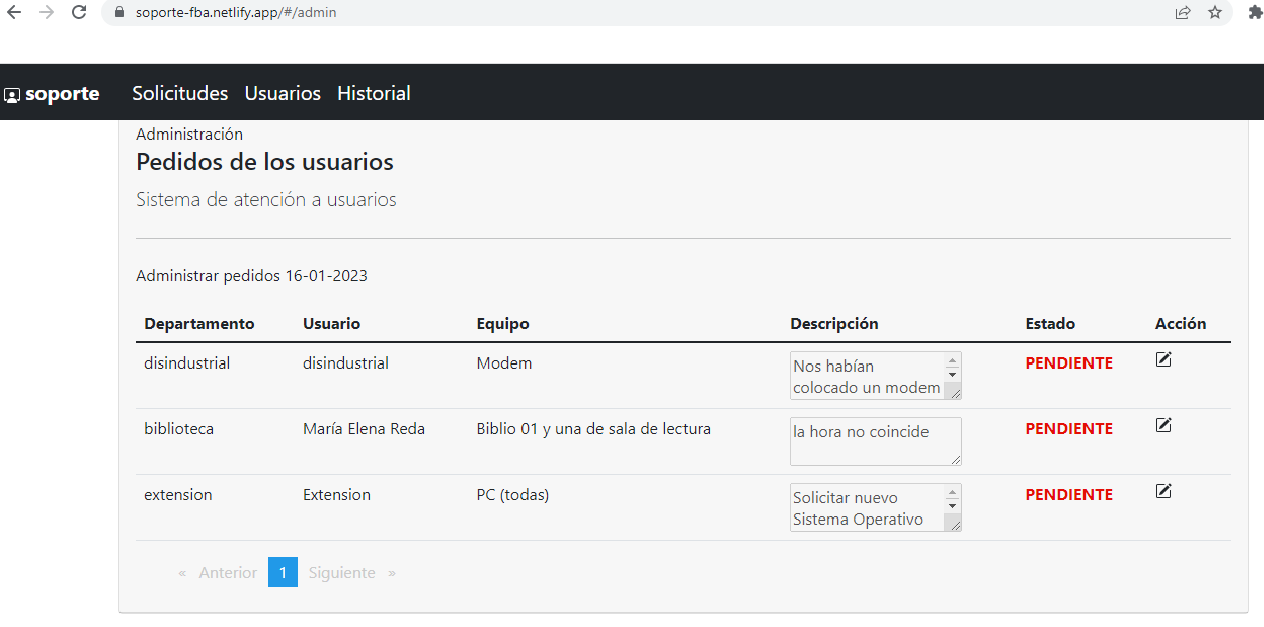 soporte-fba.netlify.app/#/admin
soporte Solicitudes Usuarios Historial
Administración
Pedidos de los usuarios
Sistema de atención a usuarios
Administrar pedidos 16-01-2023
Departamento Usuario Equipo Descripción Estado Acción
disindustrial disindustrial Modem Nos habían PENDIENTE
colocado un modem
biblioteca María Elena Reda Biblio 01 y una de sala de lectura la hora no coincide PENDIENTE
extension Extension PC (todas) Solicitar nuevo PENDIENTE
Sistema Operativo
« Anterior 1 Siguiente »